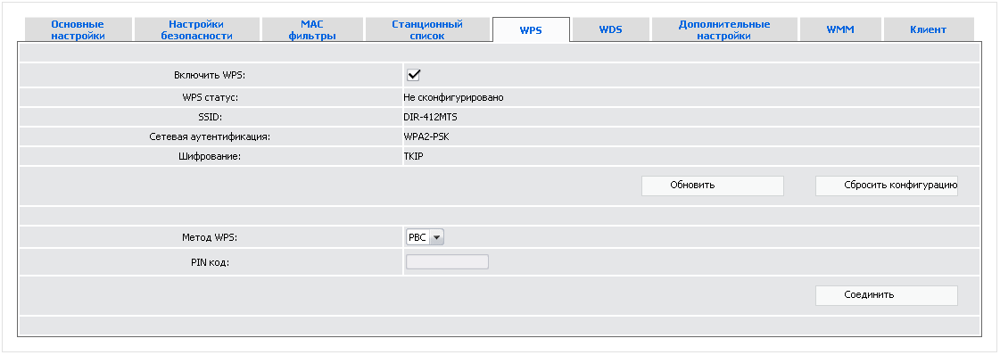 Основные настройки
Настройки безопасности
MAC фильтры
Станционный список
WPS
WDS
Дополнительные настройки
WMM
Клиент
Включить WPS:
WPS статус: Не сконфигурировано
SSID: DIR-412MTS
Сетевая аутентификация: WPA2-PSK
Шифрование: TKIP
Обновить Сбросить конфигурацию
Метод WPS: PBC
PIN код:
Соединить